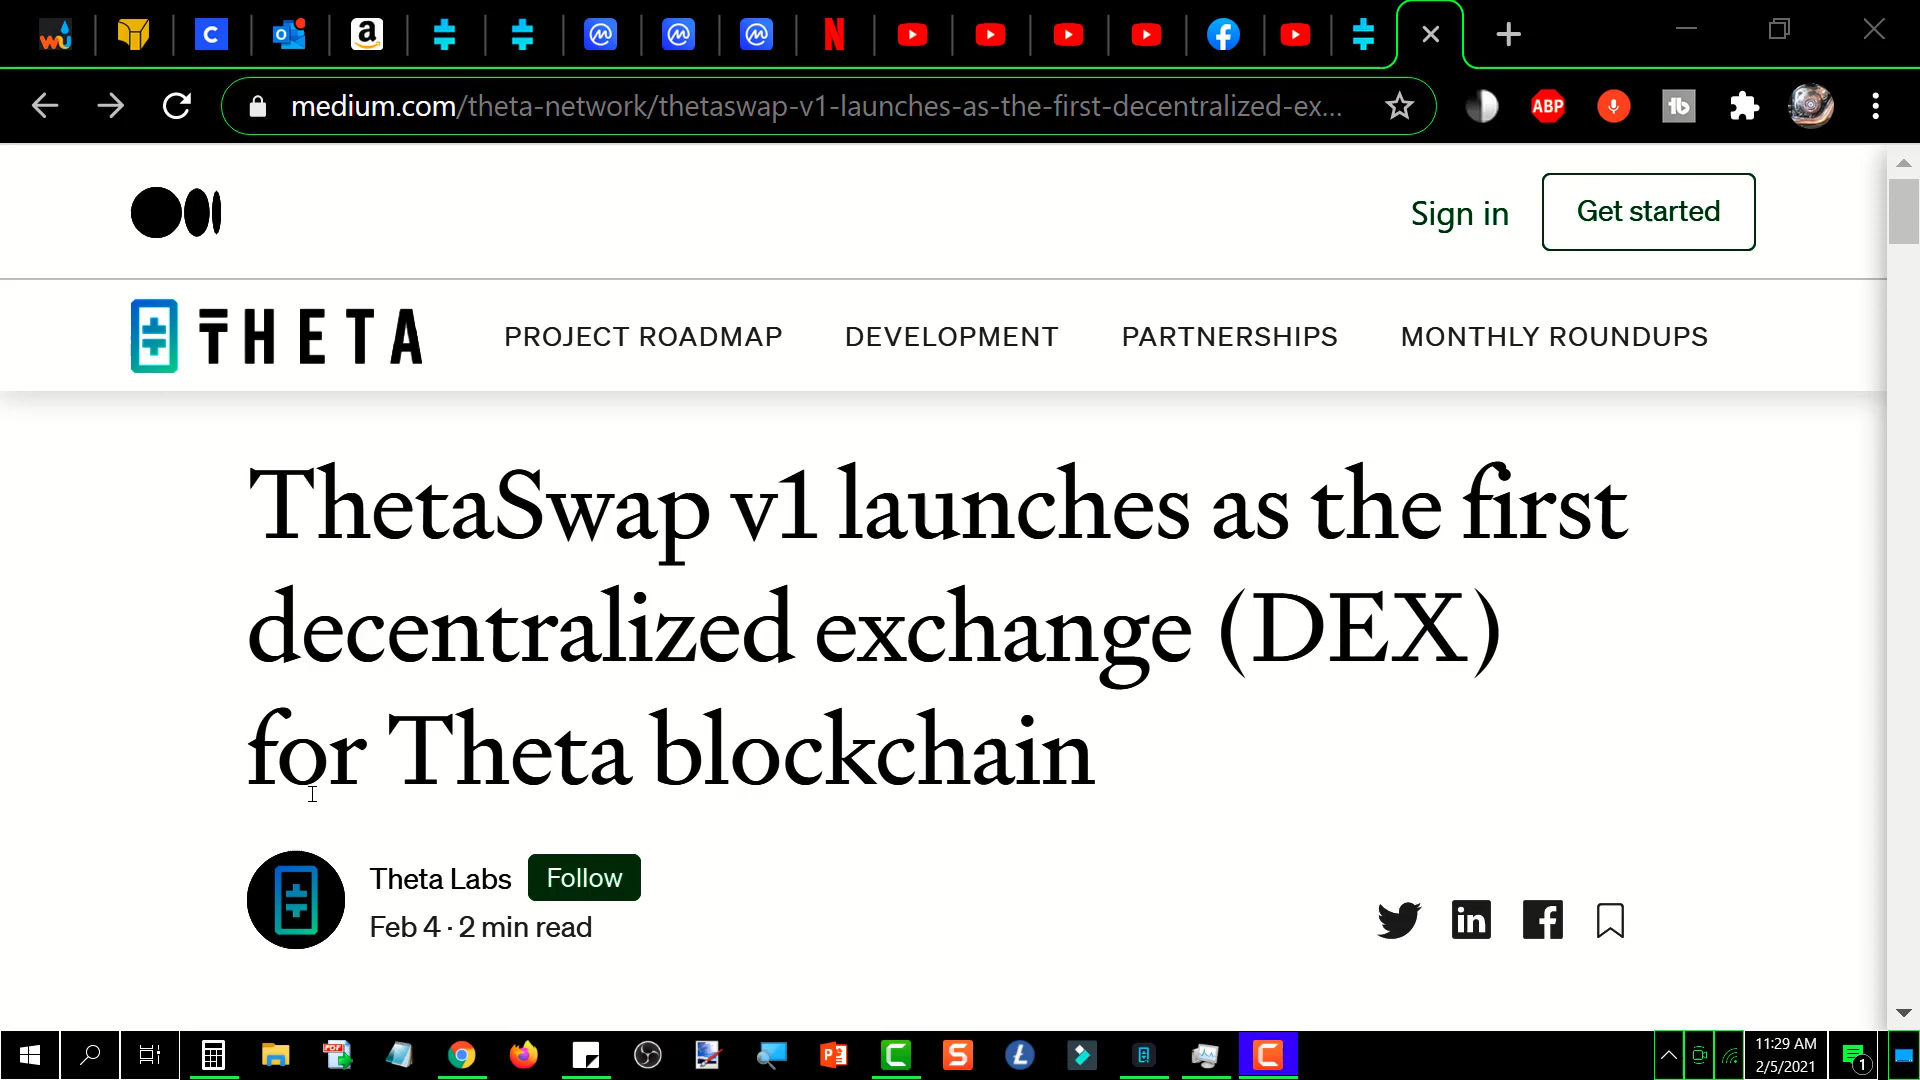 medium.com/theta-network/thetaswap-v1-launches-as-the-first-decentralized-ex...
ABP
Sign in
Get started
THETA
PROJECT ROADMAP
DEVELOPMENT
PARTNERSHIPS
MONTHLY ROUNDUPS
ThetaSwap v1 launches as the first
decentralized exchange (DEX)
for Theta blockchain
Theta Labs
Follow
Feb 4 · 2 min read
11:29 AM
2/5/2021
1